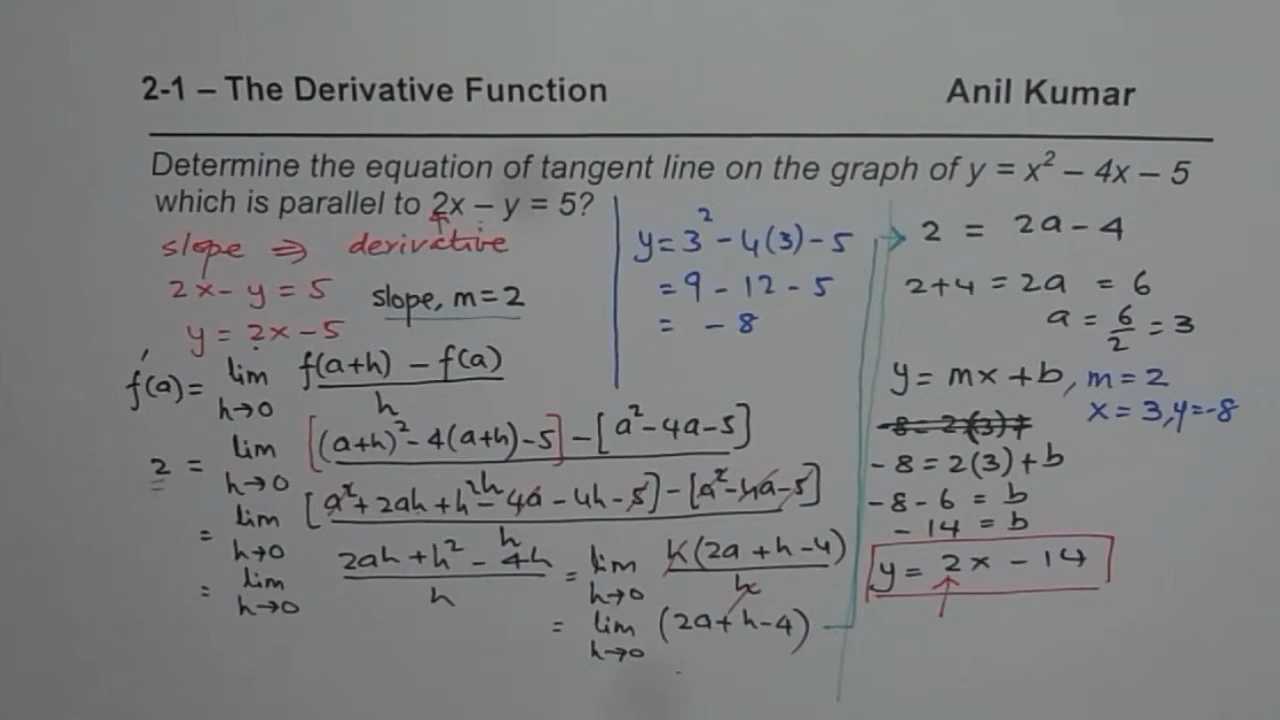 2-1 – The Derivative Function
Anil Kumar
Determine the equation of tangent line on the graph of y = x² – 4x – 5
which is parallel to 2x – y = 5?
slope ⇒ derivative
2x - y = 5
slope, m = 2
y = 2x - 5
f'(a) = lim h→0 f(a+h) - f(a) / h
2 = lim h→0 [(a+h)² - 4(a+h) - 5] - [a² - 4a - 5] / h
= lim h→0 [a² + 2ah + h² - 4a - 4h - 5] - [a² - 4a - 5] / h
= lim h→0 2ah + h² - 4h / h = lim h→0 h(2a + h - 4) / h
= lim h→0 (2a + h - 4)
y = 3² - 4(3) - 5
= 9 - 12 - 5
= - 8
→ 2 = 2a - 4
2 + 4 = 2a = 6
a = 6/2 = 3
y = mx + b, m = 2
x = 3, y = -8
-8 = 2(3) +
- 8 = 2(3) + b
- 8 - 6 = b
- 14 = b
y = 2x - 14